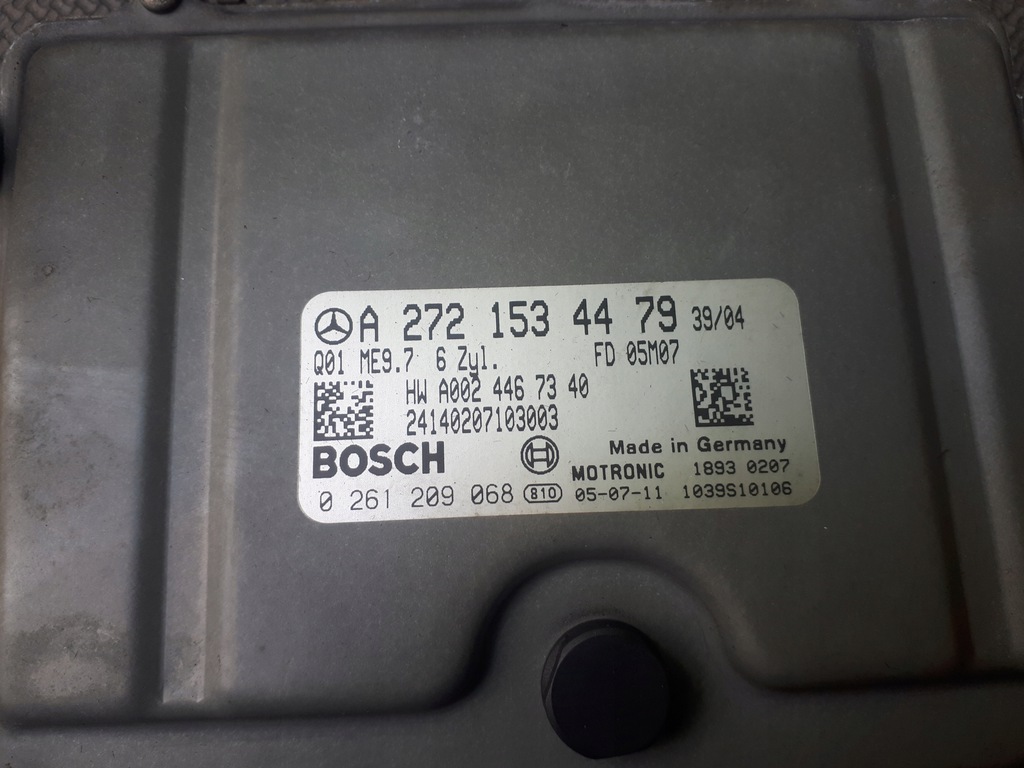 A 272 153 44 79 39/04
Q01 ME9.7 6 Zyl. FD 05M07
HW A002 446 73 40
24140207103003
BOSCH Made in Germany
MOTRONIC 1893 0207
0 261 209 068 810 05-07-11 1039S10106